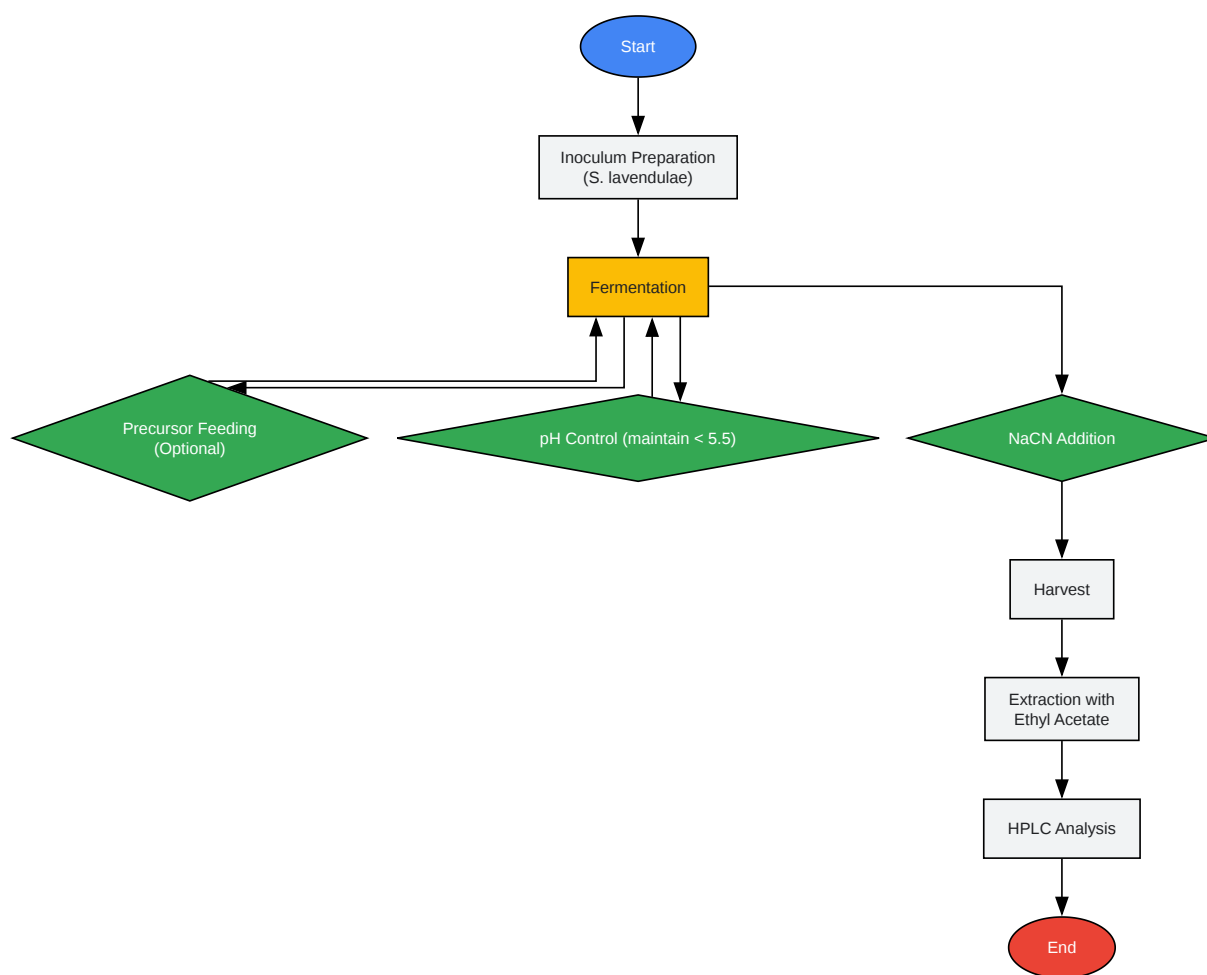 Start
Inoculum Preparation
(S. lavendulae)
Fermentation
Precursor Feeding
(Optional)
pH Control (maintain < 5.5)
NaCN Addition
Harvest
Extraction with
Ethyl Acetate
HPLC Analysis
End